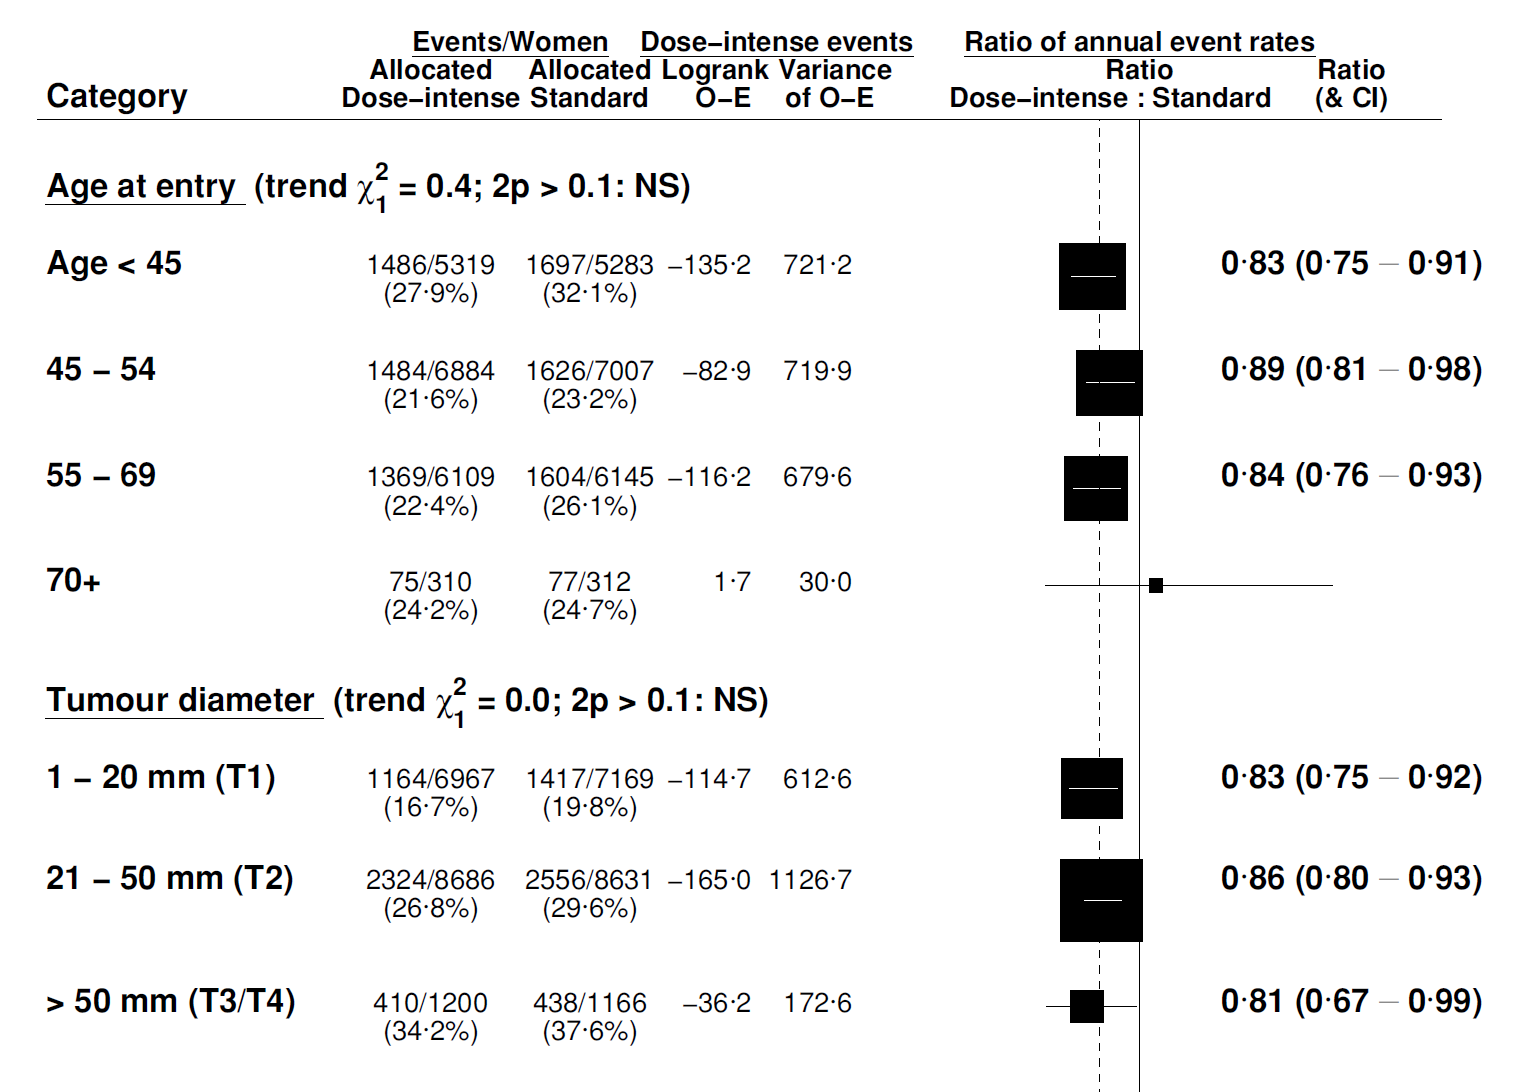 Events/Women Dose–intense events Ratio of annual event rates
Allocated Allocated Logrank Variance Ratio Ratio
Category Dose–intense Standard O–E of O–E Dose–intense : Standard (& CI)
Age at entry (trend χ²₁ = 0.4; 2p > 0.1: NS)
Age < 45 1486/5319 1697/5283 –135·2 721·2 0·83 (0·75 – 0·91)
(27·9%) (32·1%)
45 – 54 1484/6884 1626/7007 –82·9 719·9 0·89 (0·81 – 0·98)
(21·6%) (23·2%)
55 – 69 1369/6109 1604/6145 –116·2 679·6 0·84 (0·76 – 0·93)
(22·4%) (26·1%)
70+ 75/310 77/312 1·7 30·0
(24·2%) (24·7%)
Tumour diameter (trend χ²₁ = 0.0; 2p > 0.1: NS)
1 – 20 mm (T1) 1164/6967 1417/7169 –114·7 612·6 0·83 (0·75 – 0·92)
(16·7%) (19·8%)
21 – 50 mm (T2) 2324/8686 2556/8631 –165·0 1126·7 0·86 (0·80 – 0·93)
(26·8%) (29·6%)
> 50 mm (T3/T4) 410/1200 438/1166 –36·2 172·6 0·81 (0·67 – 0·99)
(34·2%) (37·6%)